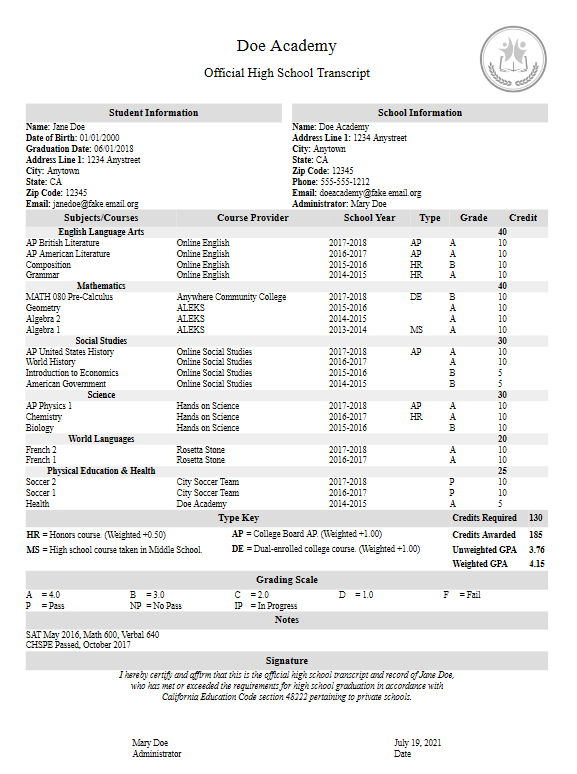 Doe Academy
Official High School Transcript
Student Information
Name: Jane Doe
Date of Birth: 01/01/2000
Graduation Date: 06/01/2018
Address Line 1: 1234 Anystreet
City: Anytown
State: CA
Zip Code: 12345
Email: janedoe@fake.email.org
School Information
Name: Doe Academy
Address Line 1: 1234 Anystreet
City: Anytown
State: CA
Zip Code: 12345
Phone: 555-555-1212
Email: doeacademy@fake.email.org
Administrator: Mary Doe
Subjects/Courses Course Provider School Year Type Grade Credit
English Language Arts 40
AP British Literature Online English 2017-2018 AP A 10
AP American Literature Online English 2016-2017 AP A 10
Composition Online English 2015-2016 HR B 10
Grammar Online English 2014-2015 HR A 10
Mathematics 40
MATH 080 Pre-Calculus Anywhere Community College 2017-2018 DE B 10
Geometry ALEKS 2015-2016 A 10
Algebra 2 ALEKS 2014-2015 A 10
Algebra 1 ALEKS 2013-2014 MS A 10
Social Studies 30
AP United States History Online Social Studies 2017-2018 AP A 10
World History Online Social Studies 2016-2017 A 10
Introduction to Economics Online Social Studies 2015-2016 B 5
American Government Online Social Studies 2014-2015 B 5
Science 30
AP Physics 1 Hands on Science 2017-2018 AP A 10
Chemistry Hands on Science 2016-2017 HR A 10
Biology Hands on Science 2015-2016 B 10
World Languages 20
French 2 Rosetta Stone 2017-2018 A 10
French 1 Rosetta Stone 2016-2017 A 10
Physical Education & Health 25
Soccer 2 City Soccer Team 2017-2018 P 10
Soccer 1 City Soccer Team 2016-2017 P 10
Health Doe Academy 2014-2015 A 5
Type Key Credits Required 130
HR = Honors course. (Weighted +0.50) AP = College Board AP. (Weighted +1.00) Credits Awarded 185
MS = High school course taken in Middle School. DE = Dual-enrolled college course. (Weighted +1.00) Unweighted GPA 3.76
Weighted GPA 4.15
Grading Scale
A = 4.0 B = 3.0 C = 2.0 D = 1.0 F = Fail
P = Pass NP = No Pass IP = In Progress
Notes
SAT May 2016, Math 600, Verbal 640
CHSPE Passed, October 2017
Signature
I hereby certify and affirm that this is the official high school transcript and record of Jane Doe,
who has met or exceeded the requirements for high school graduation in accordance with
California Education Code section 48222 pertaining to private schools.
Mary Doe July 19, 2021
Administrator Date